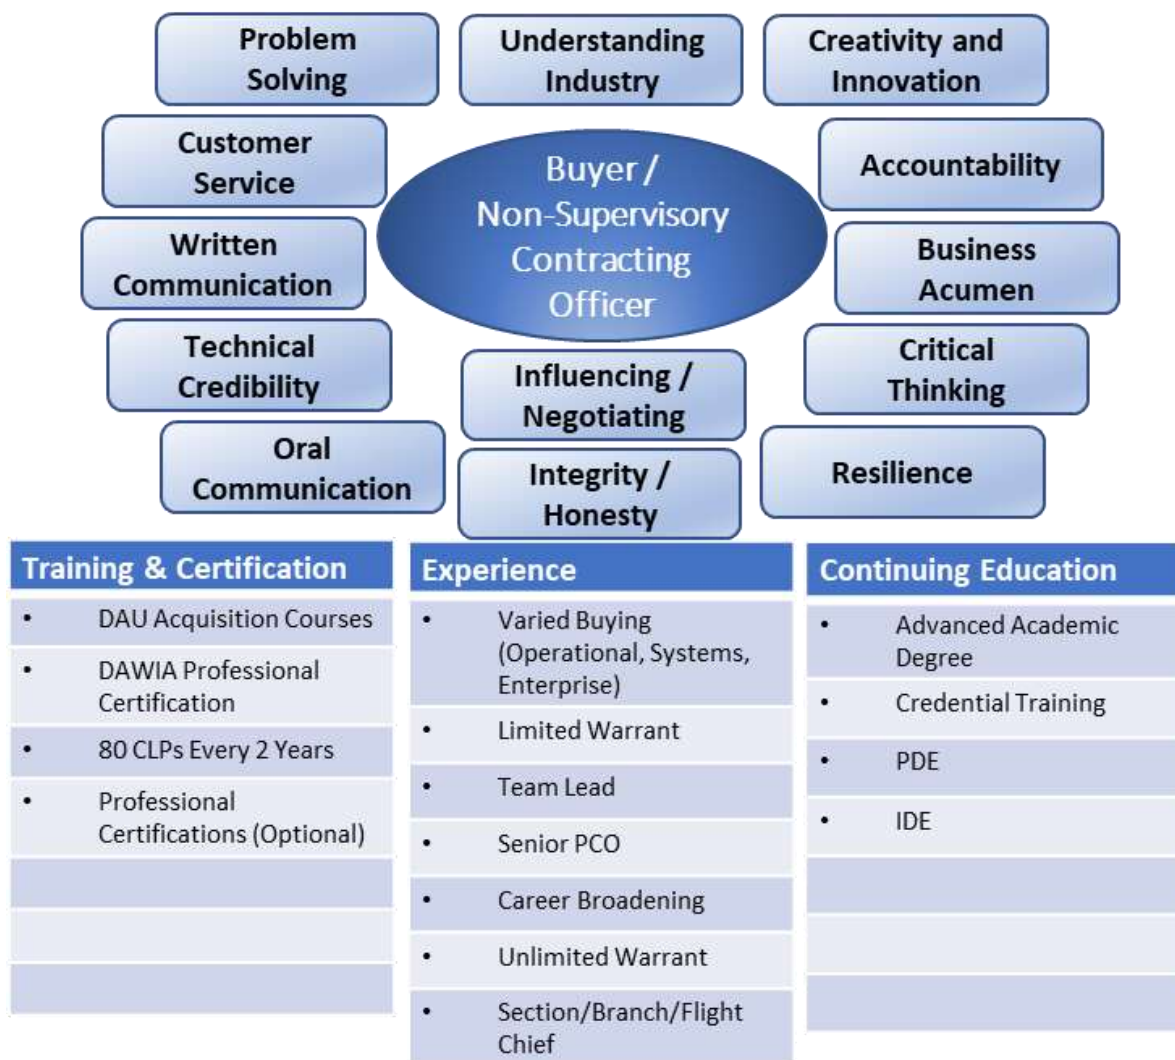 Problem
Solving
Understanding
Industry
Creativity and
Innovation
Customer
Service
Buyer /
Non-Supervisory
Contracting
Officer
Accountability
Written
Communication
Business
Acumen
Technical
Credibility
Influencing /
Negotiating
Critical
Thinking
Oral
Communication
Integrity /
Honesty
Resilience
Training & Certification
• DAU Acquisition Courses
• DAWIA Professional
Certification
• 80 CLPs Every 2 Years
• Professional
Certifications (Optional)
Experience
• Varied Buying
(Operational, Systems,
Enterprise)
• Limited Warrant
• Team Lead
• Senior PCO
• Career Broadening
• Unlimited Warrant
• Section/Branch/Flight
Chief
Continuing Education
• Advanced Academic
Degree
• Credential Training
• PDE
• IDE